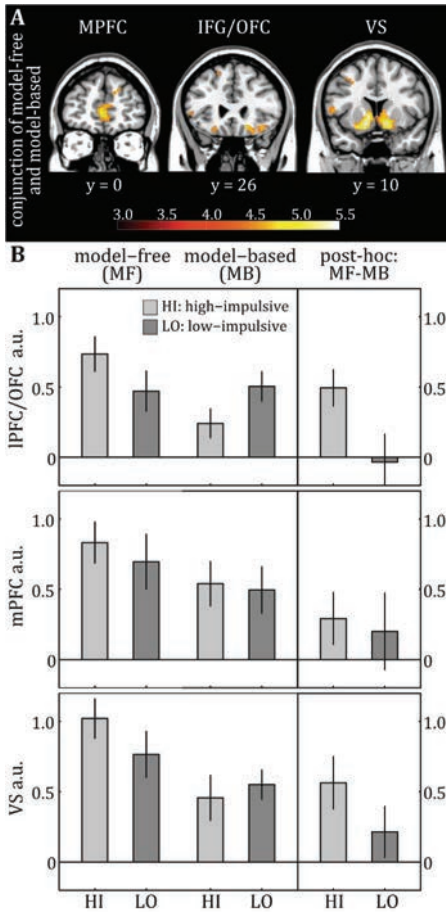 A
MPFC IFG/OFC VS
conjunction of model-free
and model-based
y = 0 y = 26 y = 10
3.0 3.5 4.0 4.5 5.0 5.5
B
model-free model-based post-hoc:
(MF) (MB) MF-MB
HI: high-impulsive
LO: low-impulsive
lPFC/OFC a.u.
1.0 1.0
0.5 0.5
0 0
mPFC a.u.
1.0 1.0
0.5 0.5
0 0
VS a.u.
1.0 1.0
0.5 0.5
0 0
HI LO HI LO HI LO